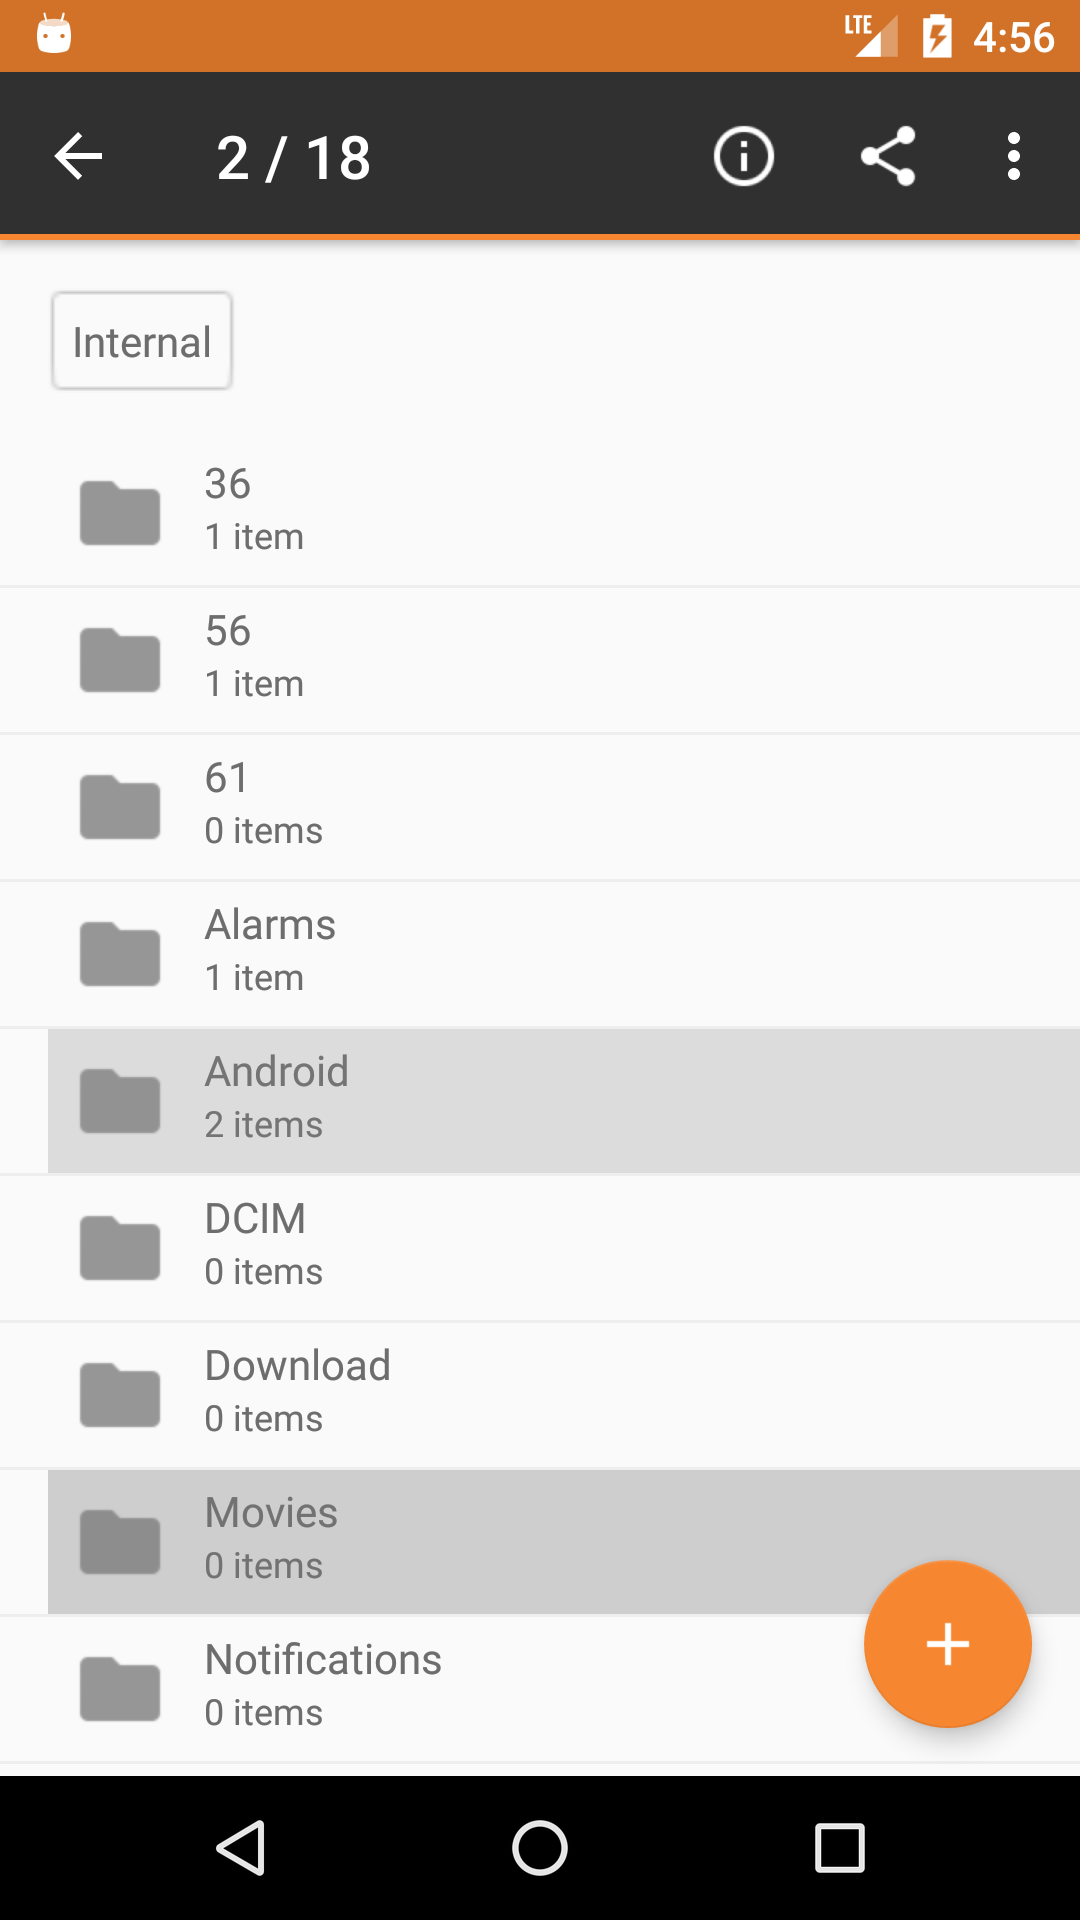 LTE 4:56
2 / 18
Internal
36
1 item
56
1 item
61
0 items
Alarms
1 item
Android
2 items
DCIM
0 items
Download
0 items
Movies
0 items
Notifications
0 items